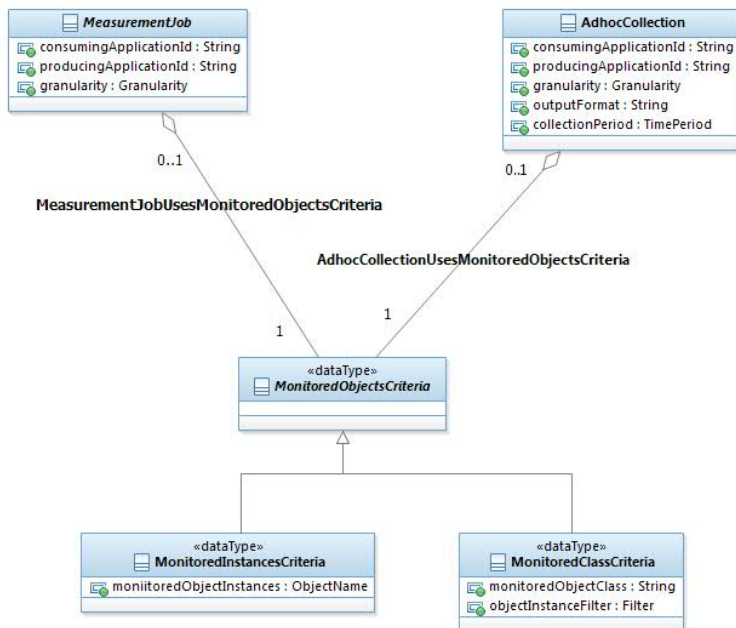 MeasurementJob
consumingApplicationId : String
producingApplicationId : String
granularity : Granularity
AdhocCollection
consumingApplicationId : String
producingApplicationId : String
granularity : Granularity
outputFormat : String
collectionPeriod : TimePeriod
0..1
0..1
MeasurementJobUsesMonitoredObjectsCriteria
AdhocCollectionUsesMonitoredObjectsCriteria
1
1
«dataType»
MonitoredObjectsCriteria
«dataType»
MonitoredInstancesCriteria
moniitoredObjectInstances : ObjectName
«dataType»
MonitoredClassCriteria
monitoredObjectClass : String
objectInstanceFilter : Filter